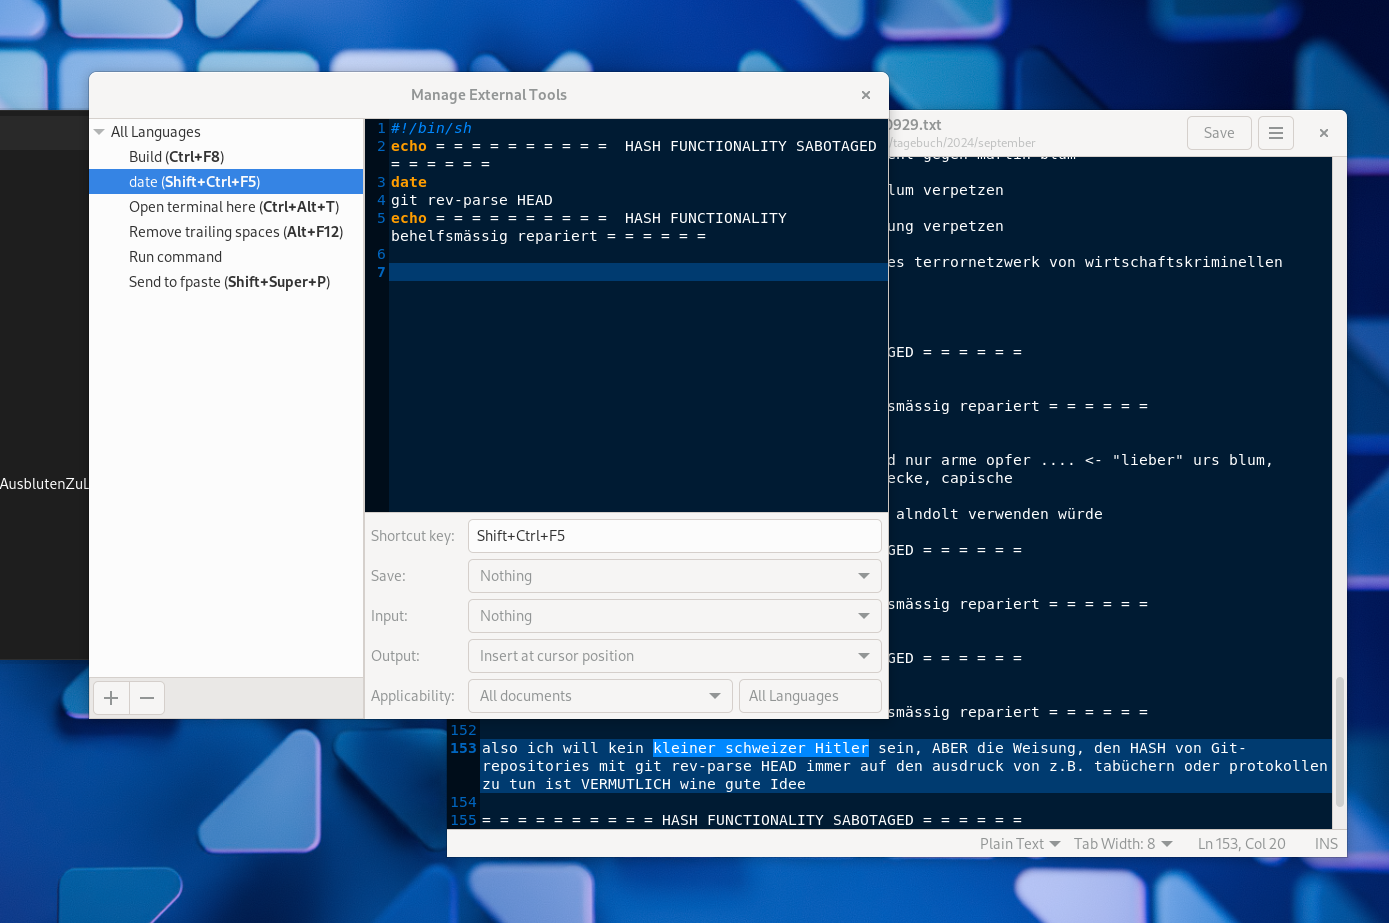 Manage External Tools
All Languages
Build (Ctrl+F8)
date (Shift+Ctrl+F5)
Open terminal here (Ctrl+Alt+T)
Remove trailing spaces (Alt+F12)
Run command
Send to fpaste (Shift+Super+P)
1 #!/bin/sh
2 echo = = = = = = = = = =  HASH FUNCTIONALITY SABOTAGED
= = = = = =
3 date
4 git rev-parse HEAD
5 echo = = = = = = = = = =  HASH FUNCTIONALITY
behelfsmässig repariert = = = = = =
6
7
Shortcut key: Shift+Ctrl+F5
Save: Nothing
Input: Nothing
Output: Insert at cursor position
Applicability: All documents All Languages
AusblutenZuL
0929.txt
/tagebuch/2024/september
Save
gegen martin blum
lum verpetzen
ung verpetzen
es terrornetzwerk von wirtschaftskriminellen
GED = = = = = =
smässig repariert = = = = = =
d nur arme opfer .... <- "lieber" urs blum,
ecke, capische
alndolt verwenden würde
GED = = = = = =
smässig repariert = = = = = =
GED = = = = = =
smässig repariert = = = = = =
152
153 also ich will kein kleiner schweizer Hitler sein, ABER die Weisung, den HASH von Git-
repositories mit git rev-parse HEAD immer auf den ausdruck von z.B. tabüchern oder protokollen
zu tun ist VERMUTLICH wine gute Idee
154
155 = = = = = = = = = = HASH FUNCTIONALITY SABOTAGED = = = = = =
Plain Text Tab Width: 8 Ln 153, Col 20 INS